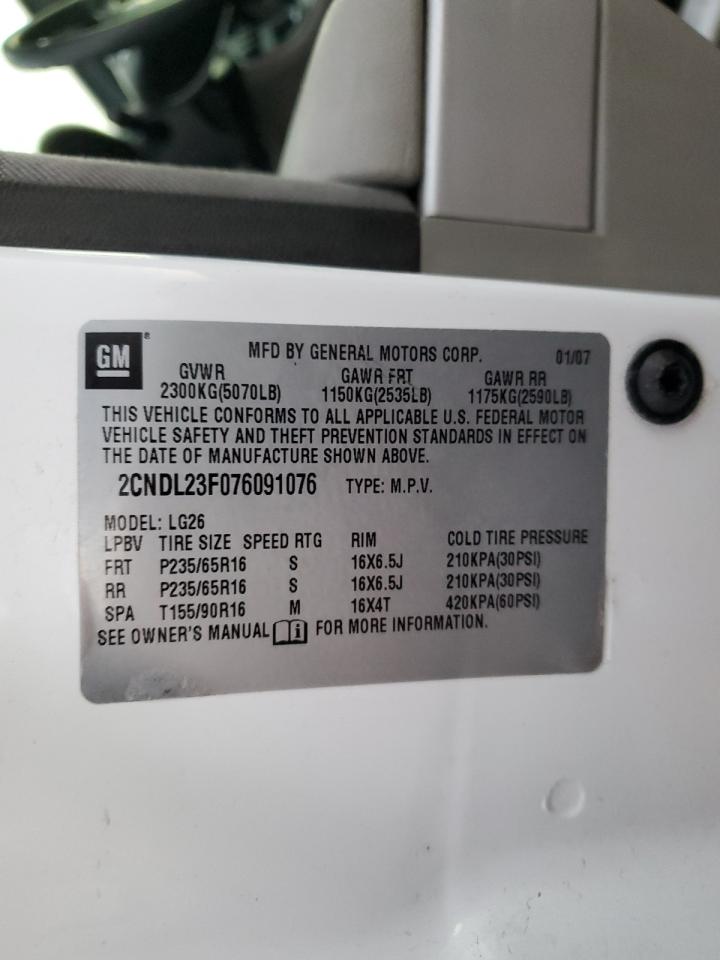 GM ® MFD BY GENERAL MOTORS CORP. 01/07
GVWR GAWR FRT GAWR RR
2300KG(5070LB) 1150KG(2535LB) 1175KG(2590LB)
THIS VEHICLE CONFORMS TO ALL APPLICABLE U.S. FEDERAL MOTOR
VEHICLE SAFETY AND THEFT PREVENTION STANDARDS IN EFFECT ON
THE DATE OF MANUFACTURE SHOWN ABOVE.
2CNDL23F076091076 TYPE: M.P.V.
MODEL: LG26
LPBV TIRE SIZE SPEED RTG RIM COLD TIRE PRESSURE
FRT P235/65R16 S 16X6.5J 210KPA(30PSI)
RR P235/65R16 S 16X6.5J 210KPA(30PSI)
SPA T155/90R16 M 16X4T 420KPA(60PSI)
SEE OWNER'S MANUAL i FOR MORE INFORMATION.